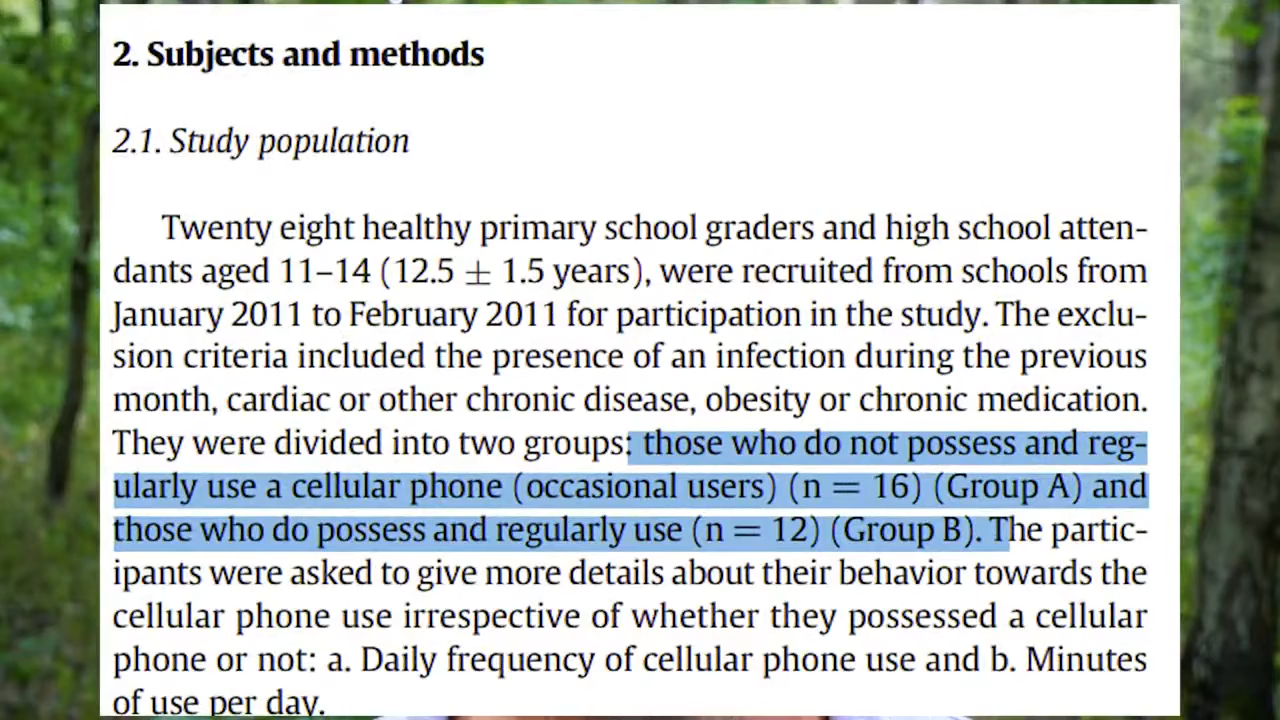 2. Subjects and methods
2.1. Study population
Twenty eight healthy primary school graders and high school atten-
dants aged 11–14 (12.5 ± 1.5 years), were recruited from schools from
January 2011 to February 2011 for participation in the study. The exclu-
sion criteria included the presence of an infection during the previous
month, cardiac or other chronic disease, obesity or chronic medication.
They were divided into two groups: those who do not possess and reg-
ularly use a cellular phone (occasional users) (n = 16) (Group A) and
those who do possess and regularly use (n = 12) (Group B). The partic-
ipants were asked to give more details about their behavior towards the
cellular phone use irrespective of whether they possessed a cellular
phone or not: a. Daily frequency of cellular phone use and b. Minutes
of use per day.